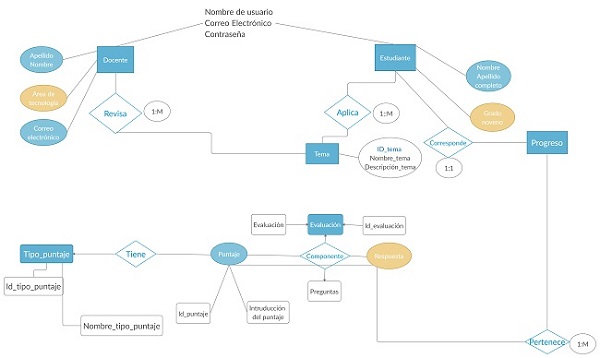 Nombre de usuario
Correo Electrónico
Contraseña
Apellido
Nombre
Docente
Estudiante
Nombre
Apellido
completo
Área de
tecnología
Revisa
1:M
Aplica
1:M
Grado
noveno
Correo
electrónico
Corresponde
Progreso
Tema
ID_tema
Nombre_tema
Descripción_tema
1:1
Evaluación
Evaluación
Id_evaluación
Tipo_puntaje
Tiene
Puntaje
Componente
Respuesta
Id_tipo_puntaje
Preguntas
Id_puntaje
Introducción
del puntaje
Nombre_tipo_puntaje
Pertenece
1:M